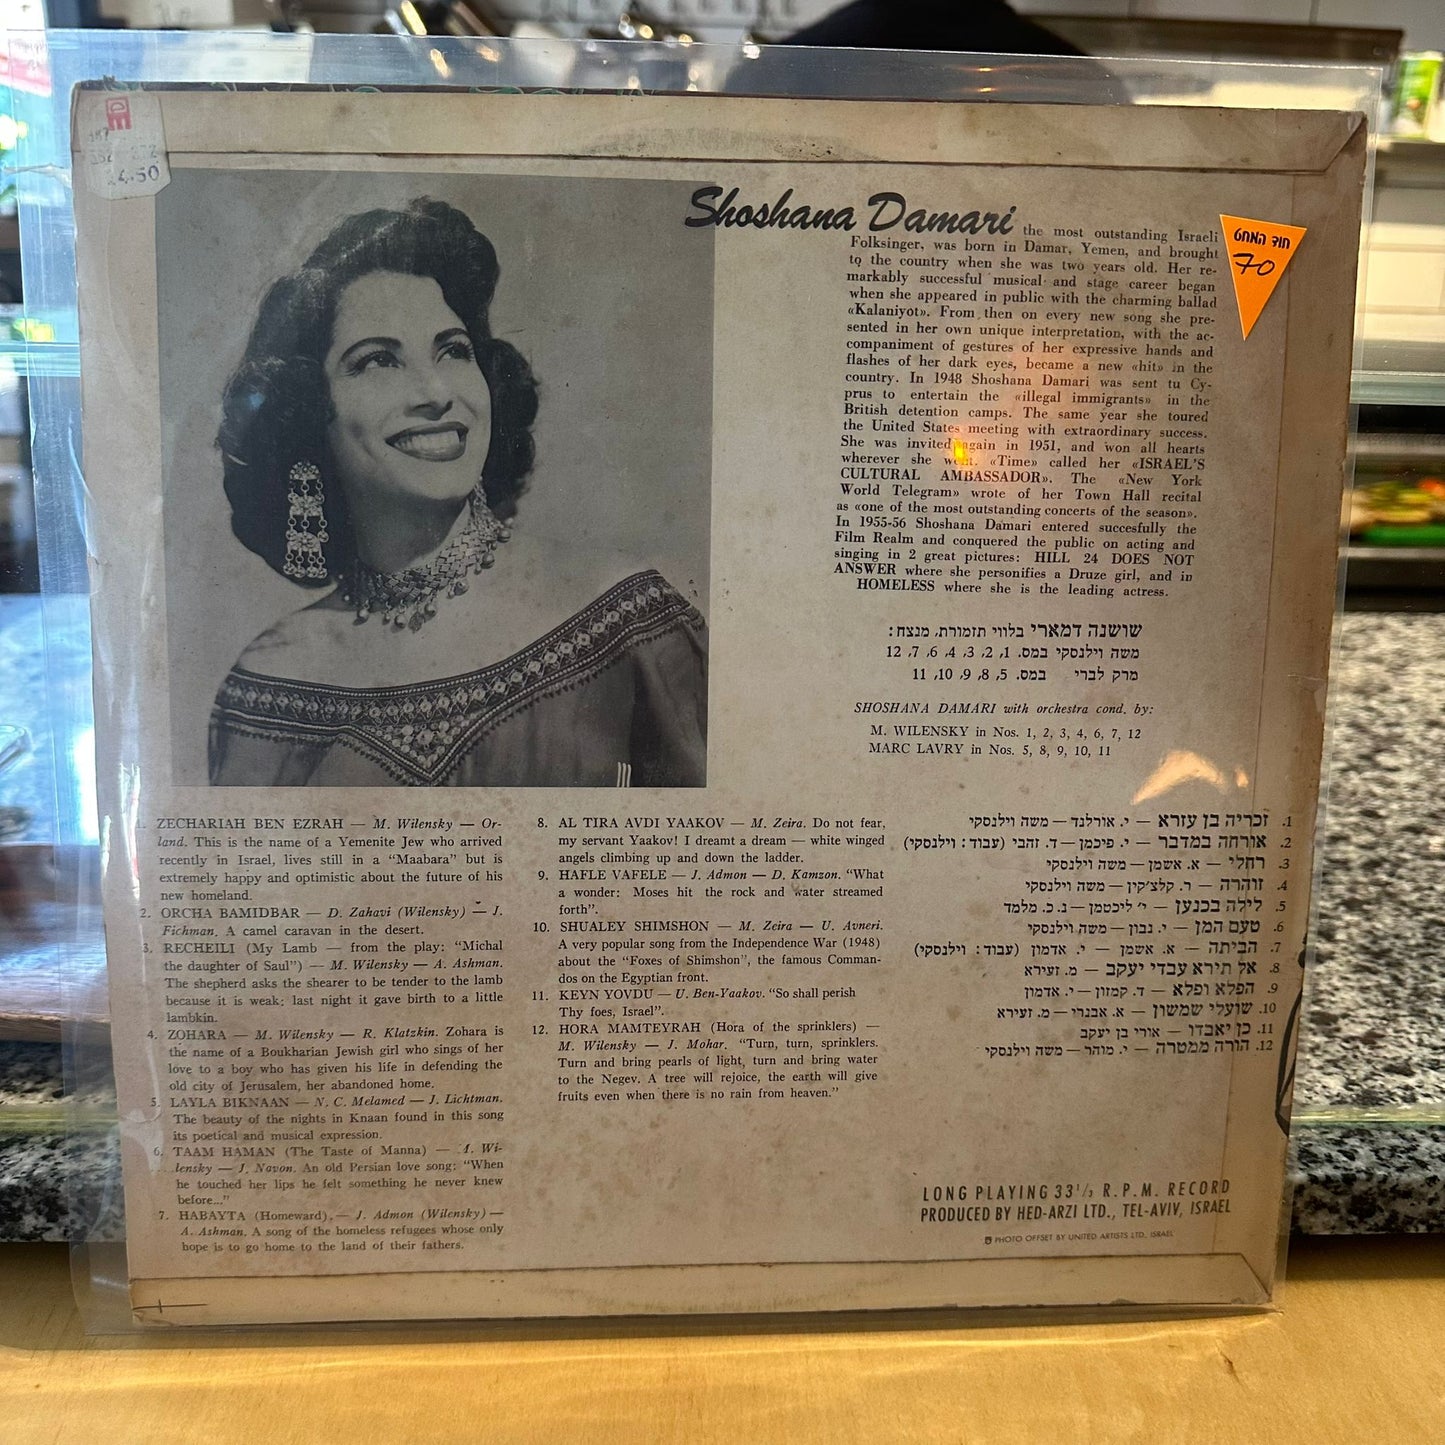 24.50
Shoshana Damari the most outstanding Israeli
Folksinger, was born in Damar, Yemen, and brought
to the country when she was two years old. Her re-
markably successful musical and stage career began
when she appeared in public with the charming ballad
«Kalaniyot». From then on every new song she pre-
sented in her own unique interpretation, with the ac-
companiment of gestures of her expressive hands and
flashes of her dark eyes, became a new «hit» in the
country. In 1948 Shoshana Damari was sent tu Cy-
prus to entertain the «illegal immigrants» in the
British detention camps. The same year she toured
the United States meeting with extraordinary success.
She was invited again in 1951, and won all hearts
wherever she went. «Time» called her «ISRAEL'S
CULTURAL AMBASSADOR». The «New York
World Telegram» wrote of her Town Hall recital
as «one of the most outstanding concerts of the season».
In 1955-56 Shoshana Damari entered succesfully the
Film Realm and conquered the public on acting and
singing in 2 great pictures: HILL 24 DOES NOT
ANSWER where she personifies a Druze girl, and in
HOMELESS where she is the leading actress.
חוד המחט
70
שושנה דמארי בלווי תזמורת, מנצח:
משה וילנסקי במס. 1, 2, 3, 4, 6, 7, 12
מרק לברי במס. 5, 8, 9, 10, 11
SHOSHANA DAMARI with orchestra cond. by:
M. WILENSKY in Nos. 1, 2, 3, 4, 6, 7, 12
MARC LAVRY in Nos. 5, 8, 9, 10, 11
1. ZECHARIAH BEN EZRAH — M. Wilensky — Or-
land. This is the name of a Yemenite Jew who arrived
recently in Israel, lives still in a "Maabara" but is
extremely happy and optimistic about the future of his
new homeland.
2. ORCHA BAMIDBAR — D. Zahavi (Wilensky) — J.
Fichman. A camel caravan in the desert.
3. RECHEILI (My Lamb — from the play: "Michal
the daughter of Saul") — M. Wilensky — A. Ashman.
The shepherd asks the shearer to be tender to the lamb
because it is weak: last night it gave birth to a little
lambkin.
4. ZOHARA — M. Wilensky — R. Klatzkin. Zohara is
the name of a Boukharian Jewish girl who sings of her
love to a boy who has given his life in defending the
old city of Jerusalem, her abandoned home.
5. LAYLA BIKNAAN — N. C. Melamed — J. Lichtman.
The beauty of the nights in Knaan found in this song
its poetical and musical expression.
6. TAAM HAMAN (The Taste of Manna) — M. Wi-
lensky — J. Navon. An old Persian love song: "When
he touched her lips he felt something he never knew
before..."
7. HABAYTA (Homeward). — J. Admon (Wilensky) —
A. Ashman. A song of the homeless refugees whose only
hope is to go home to the land of their fathers.
8. AL TIRA AVDI YAAKOV — M. Zeira. Do not fear,
my servant Yaakov! I dreamt a dream — white winged
angels climbing up and down the ladder.
9. HAFLE VAFELE — J. Admon — D. Kamzon. "What
a wonder: Moses hit the rock and water streamed
forth".
10. SHUALEY SHIMSHON — M. Zeira — U. Avneri.
A very popular song from the Independence War (1948)
about the "Foxes of Shimshon", the famous Comman-
dos on the Egyptian front.
11. KEYN YOVDU — U. Ben-Yaakov. "So shall perish
Thy foes, Israel".
12. HORA MAMTEYRAH (Hora of the sprinklers) —
M. Wilensky — J. Mohar. "Turn, turn, sprinklers.
Turn and bring pearls of light, turn and bring water
to the Negev. A tree will rejoice, the earth will give
fruits even when there is no rain from heaven."
1. זכריה בן עזרא — י. אורלנד — משה וילנסקי
2. אורחה במדבר — י. פיכמן — ד. זהבי (עבוד: וילנסקי)
3. רחלי — א. אשמן — משה וילנסקי
4. זוהרה — ר. קלצ'קין — משה וילנסקי
5. לילה בכנען — י. ליכטמן — נ. כ. מלמד
6. טעם המן — י. נבון — משה וילנסקי
7. הביתה — א. אשמן — י. אדמון (עבוד: וילנסקי)
8. אל תירא עבדי יעקב — מ. זעירא
9. הפלא ופלא — ד. קמזון — י. אדמון
10. שועלי שמשון — א. אבנרי — מ. זעירא
11. כן יאבדו — אורי בן יעקב
12. הורה ממטרה — י. מוהר — משה וילנסקי
LONG PLAYING 33 1/3 R.P.M. RECORD
PRODUCED BY HED-ARZI LTD., TEL-AVIV, ISRAEL
PHOTO OFFSET BY UNITED ARTISTS LTD. ISRAEL